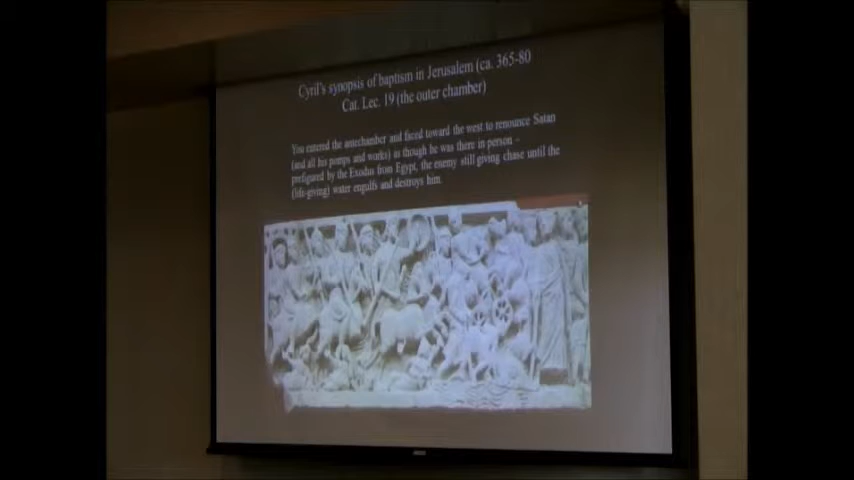 Cyril's synopsis of baptism in Jerusalem (ca. 365-80
Cat. Lec. 19 (the outer chamber)
You entered the antechamber and faced toward the west to renounce Satan
(and all his pomps and works) as though he was there in person –
prefigured by the Exodus from Egypt, the enemy still giving chase until the
(life-giving) water engulfs and destroys him.